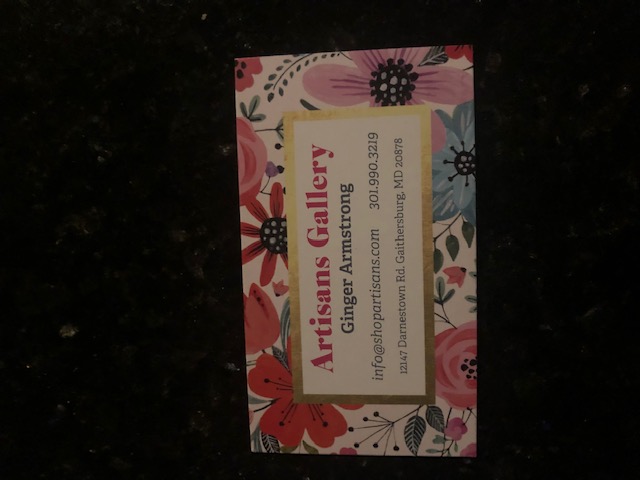 Artisans Gallery
Ginger Armstrong
info@shopartisans.com 301.990.3219
12147 Darnestown Rd. Gaithersburg, MD 20878